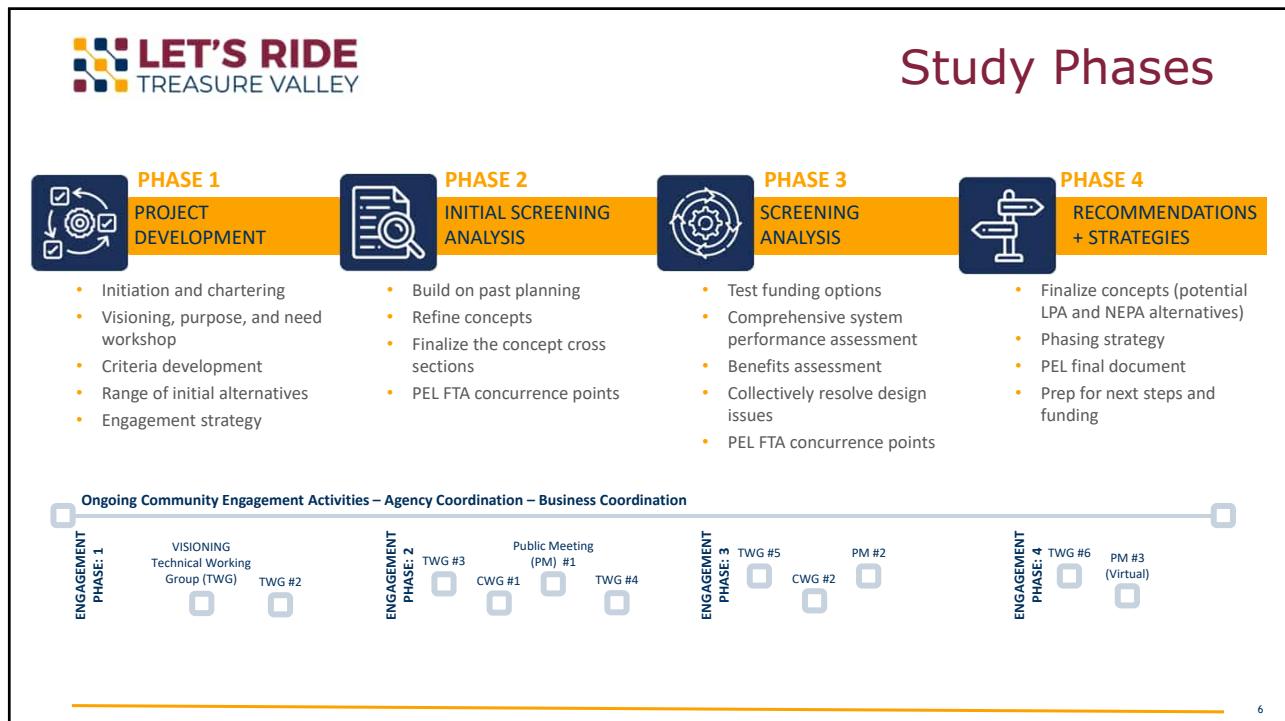 LET'S RIDE
TREASURE VALLEY
Study Phases
PHASE 1
PROJECT
DEVELOPMENT
• Initiation and chartering
• Visioning, purpose, and need
workshop
• Criteria development
• Range of initial alternatives
• Engagement strategy
PHASE 2
INITIAL SCREENING
ANALYSIS
• Build on past planning
• Refine concepts
• Finalize the concept cross
sections
• PEL FTA concurrence points
PHASE 3
SCREENING
ANALYSIS
• Test funding options
• Comprehensive system
performance assessment
• Benefits assessment
• Collectively resolve design
issues
• PEL FTA concurrence points
PHASE 4
RECOMMENDATIONS
+ STRATEGIES
• Finalize concepts (potential
LPA and NEPA alternatives)
• Phasing strategy
• PEL final document
• Prep for next steps and
funding
Ongoing Community Engagement Activities – Agency Coordination – Business Coordination
ENGAGEMENT
PHASE: 1
VISIONING
Technical Working
Group (TWG)
TWG #2
ENGAGEMENT
PHASE: 2
TWG #3
CWG #1
Public Meeting
(PM) #1
TWG #4
ENGAGEMENT
PHASE: 3
TWG #5
CWG #2
PM #2
ENGAGEMENT
PHASE: 4
TWG #6
PM #3
(Virtual)
6